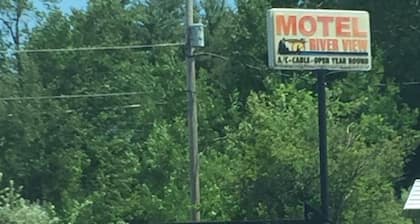 MOTEL
RIVER VIEW
A/C-CABLE-OPEN YEAR ROUND